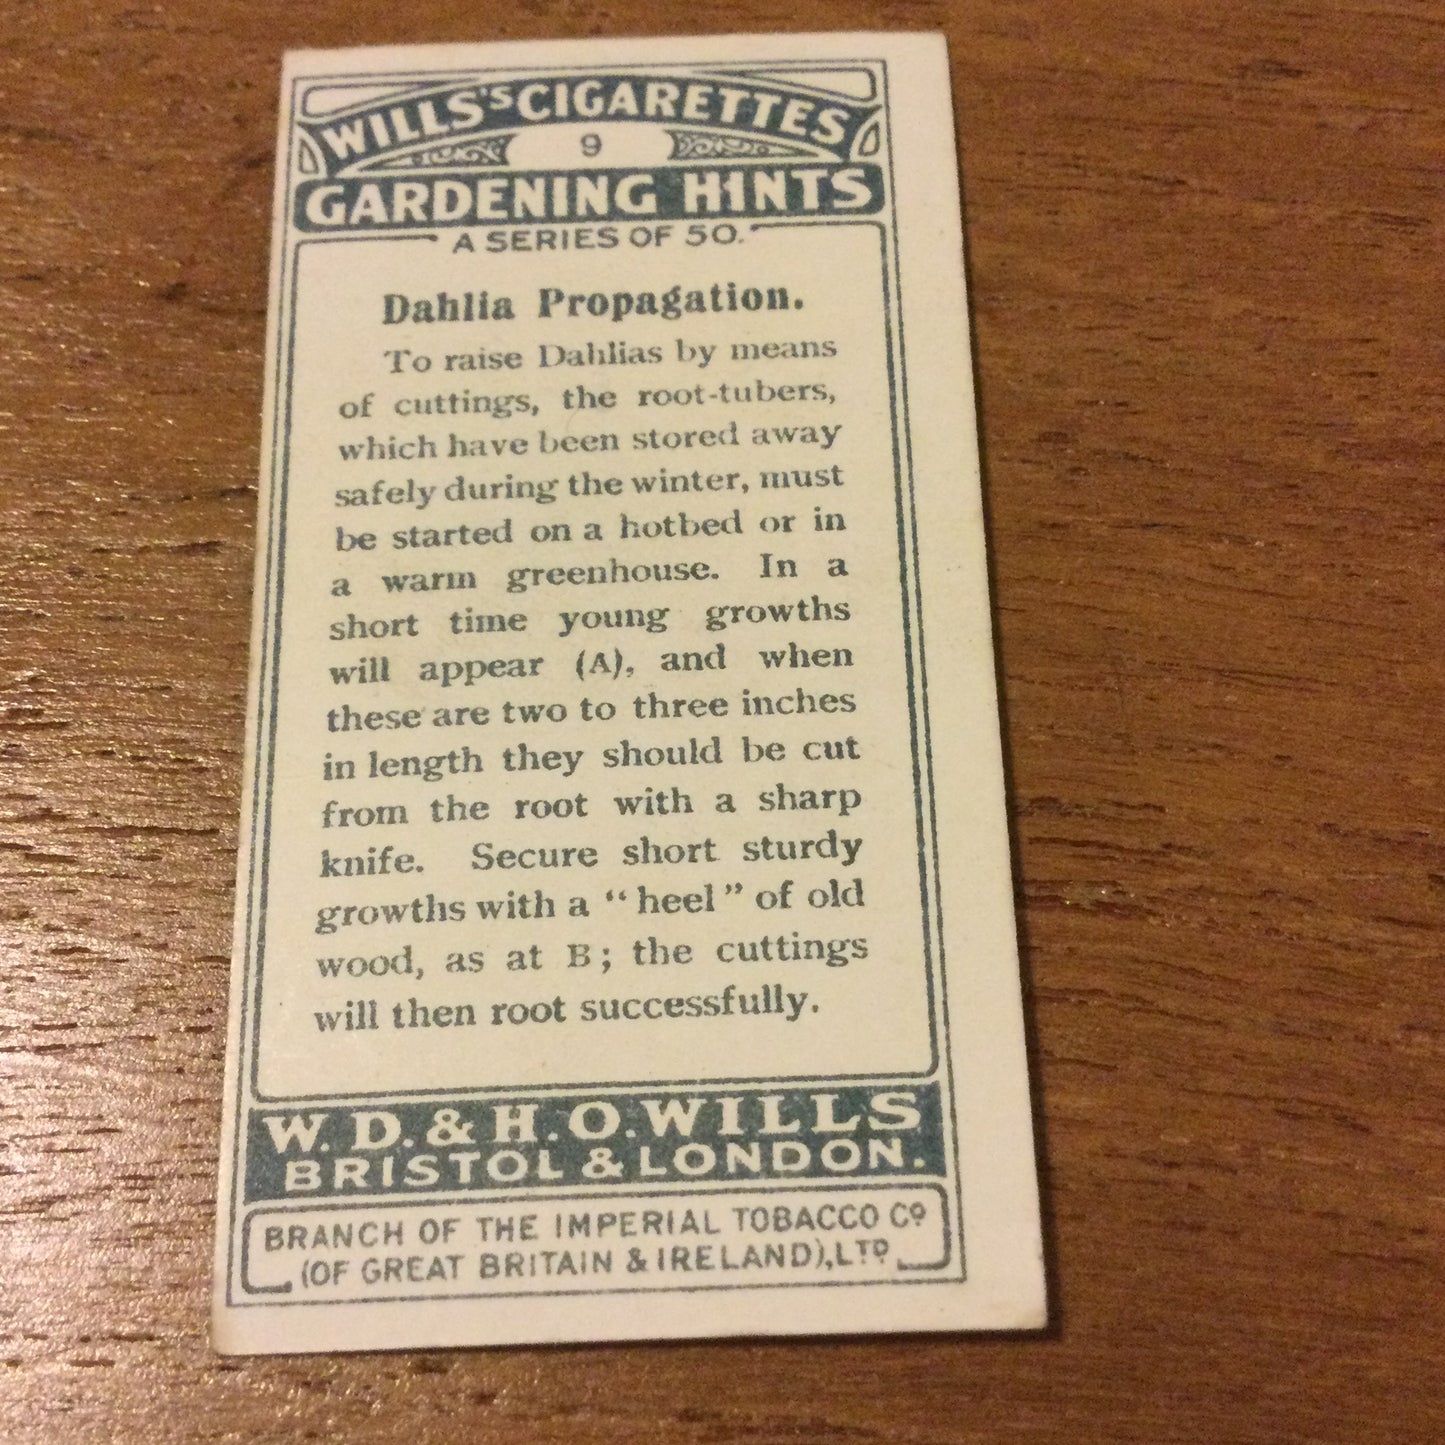 WILLS'S CIGARETTES
9
GARDENING HINTS
A SERIES OF 50.
Dahlia Propagation.
To raise Dahlias by means
of cuttings, the root-tubers,
which have been stored away
safely during the winter, must
be started on a hotbed or in
a warm greenhouse. In a
short time young growths
will appear (A), and when
these are two to three inches
in length they should be cut
from the root with a sharp
knife. Secure short sturdy
growths with a "heel" of old
wood, as at B; the cuttings
will then root successfully.
W. D. & H. O. WILLS
BRISTOL & LONDON.
BRANCH OF THE IMPERIAL TOBACCO Cº
(OF GREAT BRITAIN & IRELAND), LTD